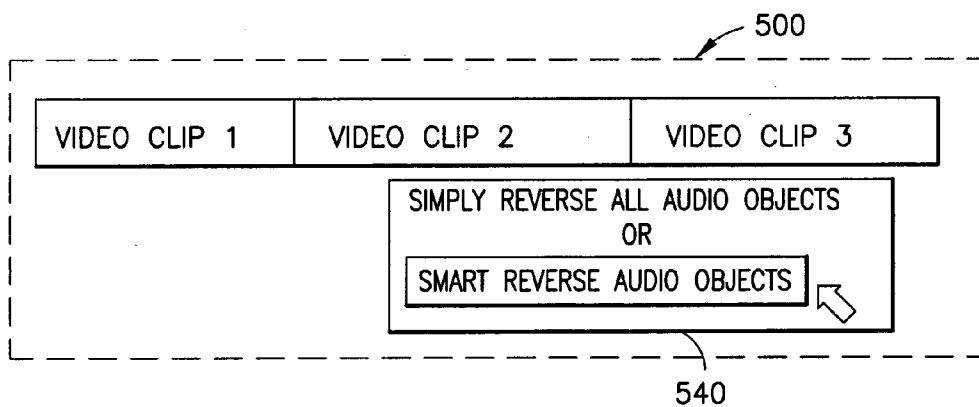 500
VIDEO CLIP 1 VIDEO CLIP 2 VIDEO CLIP 3
SIMPLY REVERSE ALL AUDIO OBJECTS
OR
SMART REVERSE AUDIO OBJECTS
540